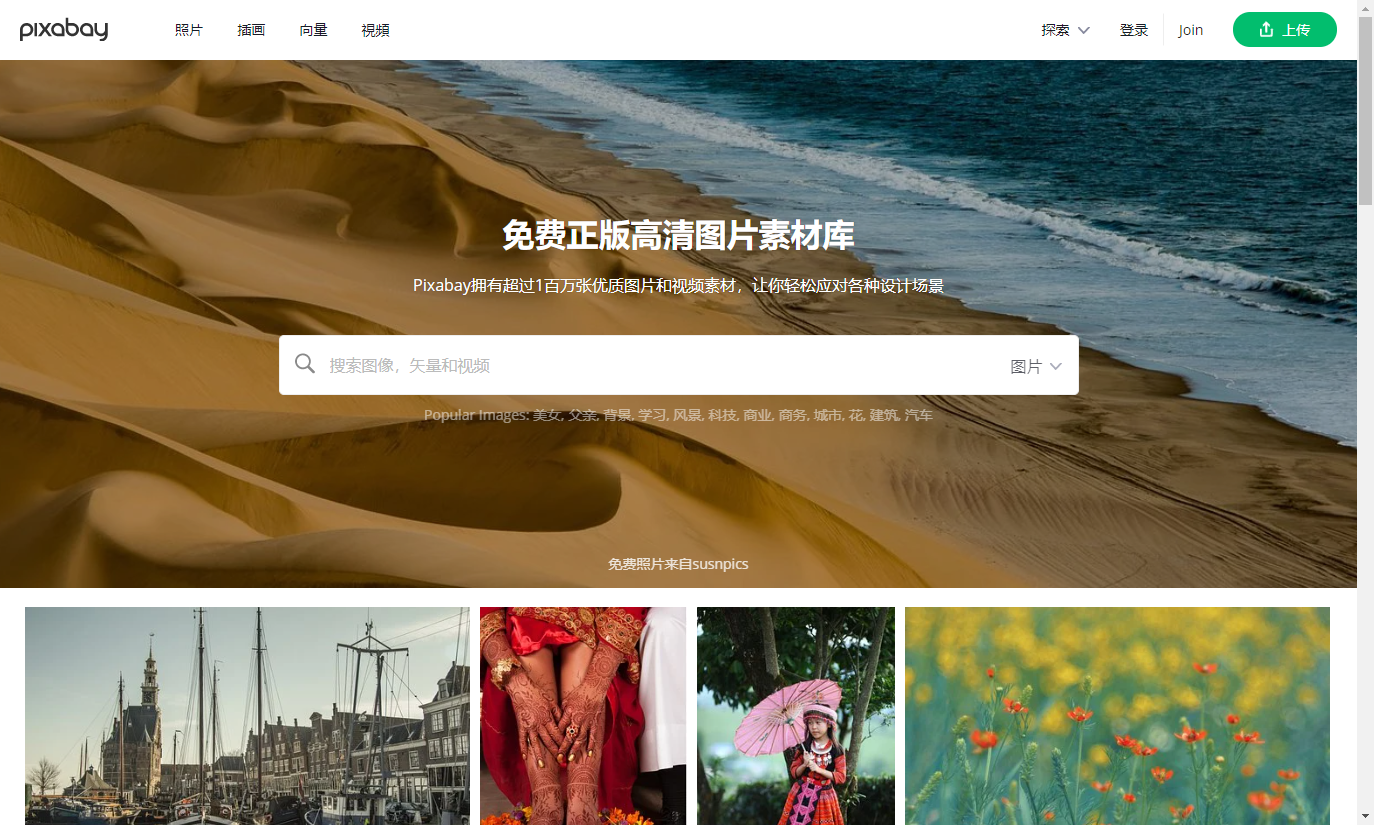 pixabay 照片 插画 向量 視頻 探索 登录 Join 上传
免费正版高清图片素材库
Pixabay拥有超过1百万张优质图片和视频素材，让你轻松应对各种设计场景
搜索图像，矢量和视频 图片
Popular Images: 美女, 父亲, 背景, 学习, 风景, 科技, 商业, 商务, 城市, 花, 建筑, 汽车
免费照片来自susnpics